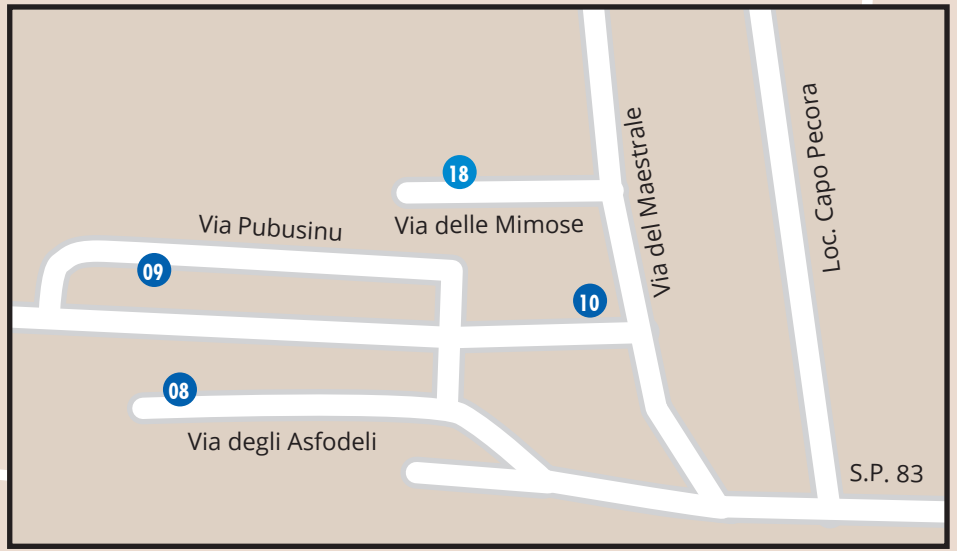 Via del Maestrale
Loc. Capo Pecora
18
Via Pubusinu
Via delle Mimose
09
10
08
Via degli Asfodeli
S.P. 83